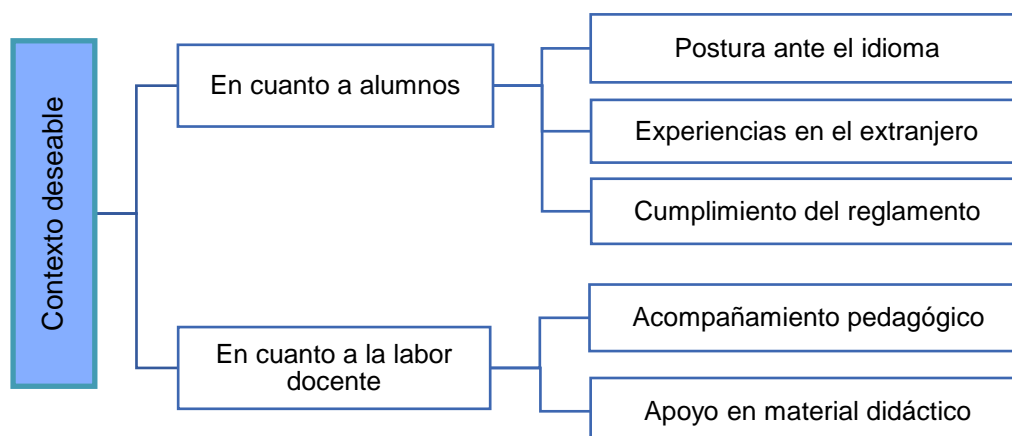 Contexto deseable
En cuanto a alumnos
Postura ante el idioma
Experiencias en el extranjero
Cumplimiento del reglamento
En cuanto a la labor
docente
Acompañamiento pedagógico
Apoyo en material didáctico